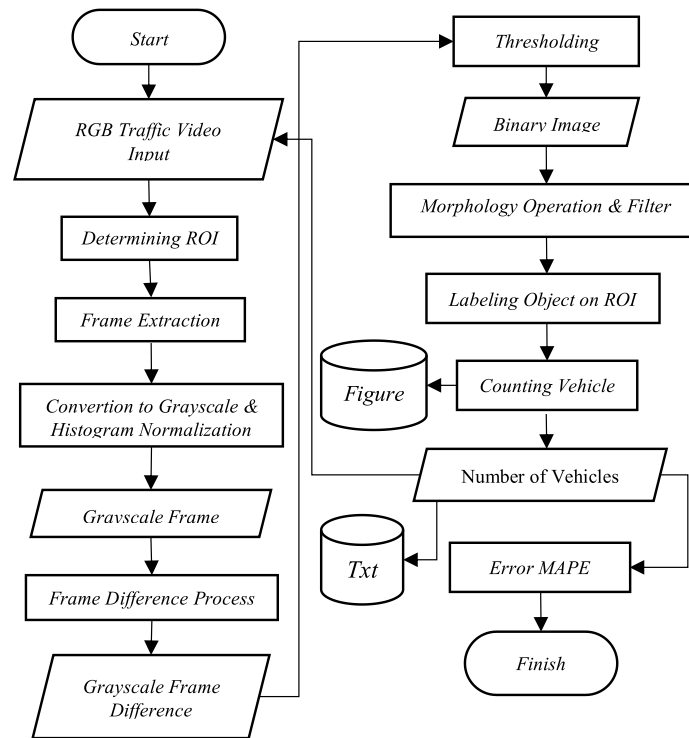 Start
RGB Traffic Video
Input
Determining ROI
Frame Extraction
Convertion to Grayscale &
Histogram Normalization
Grayscale Frame
Frame Difference Process
Grayscale Frame
Difference
Thresholding
Binary Image
Morphology Operation & Filter
Labeling Object on ROI
Counting Vehicle
Figure
Number of Vehicles
Txt
Error MAPE
Finish